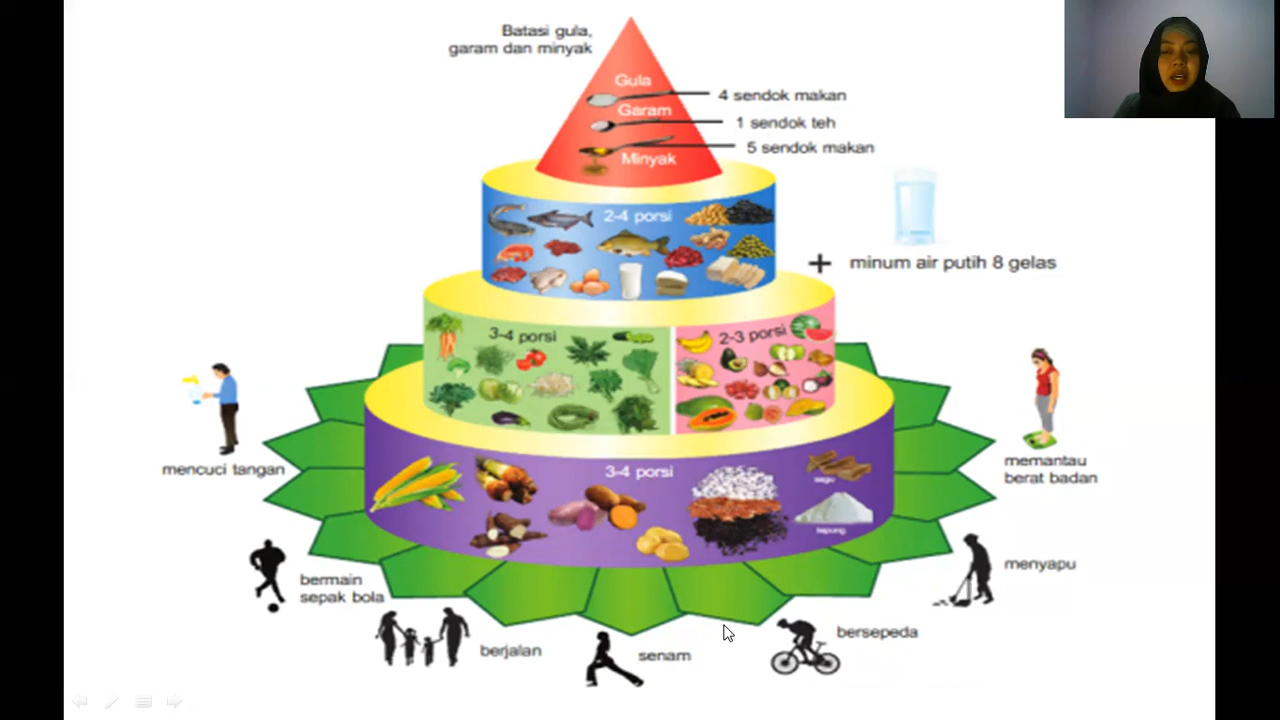 Batasi gula,
garam dan minyak
Gula
4 sendok makan
Garam
1 sendok teh
5 sendok makan
Minyak
2-4 porsi
+ minum air putih 8 gelas
3-4 porsi
2-3 porsi
mencuci tangan
3-4 porsi
sagu
tepung
memantau
berat badan
bermain
sepak bola
menyapu
berjalan
senam
bersepeda